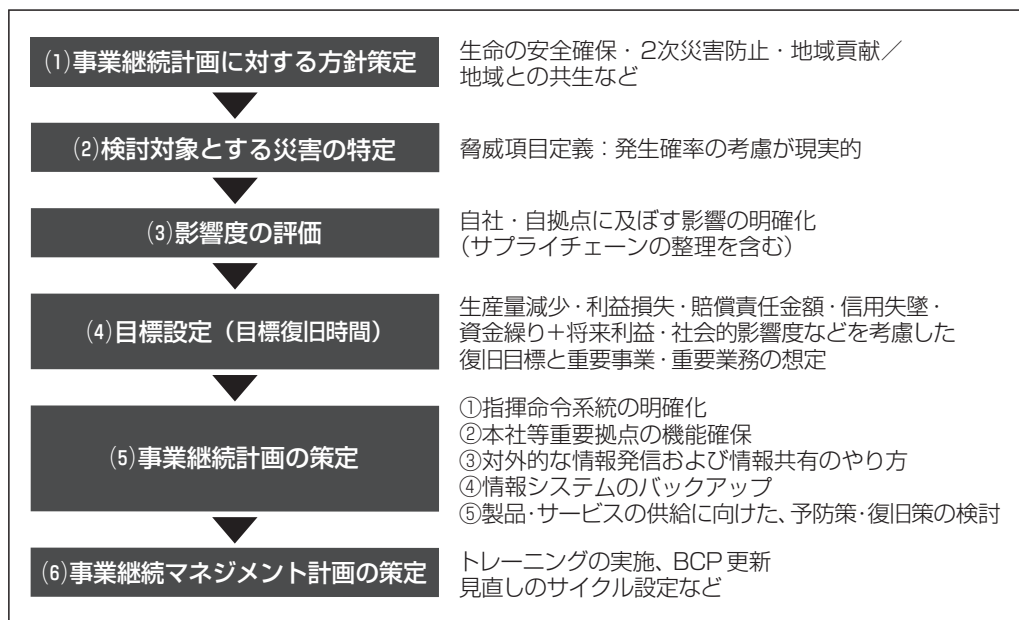 (1)事業継続計画に対する方針策定
生命の安全確保・2次災害防止・地域貢献／
地域との共生など
(2)検討対象とする災害の特定
脅威項目定義：発生確率の考慮が現実的
(3)影響度の評価
自社・自拠点に及ぼす影響の明確化
(サプライチェーンの整理を含む)
(4)目標設定（目標復旧時間）
生産量減少・利益損失・賠償責任金額・信用失墜・
資金繰り＋将来利益・社会的影響度などを考慮した
復旧目標と重要事業・重要業務の想定
(5)事業継続計画の策定
①指揮命令系統の明確化
②本社等重要拠点の機能確保
③対外的な情報発信および情報共有のやり方
④情報システムのバックアップ
⑤製品・サービスの供給に向けた、予防策・復旧策の検討
(6)事業継続マネジメント計画の策定
トレーニングの実施、BCP更新
見直しのサイクル設定など